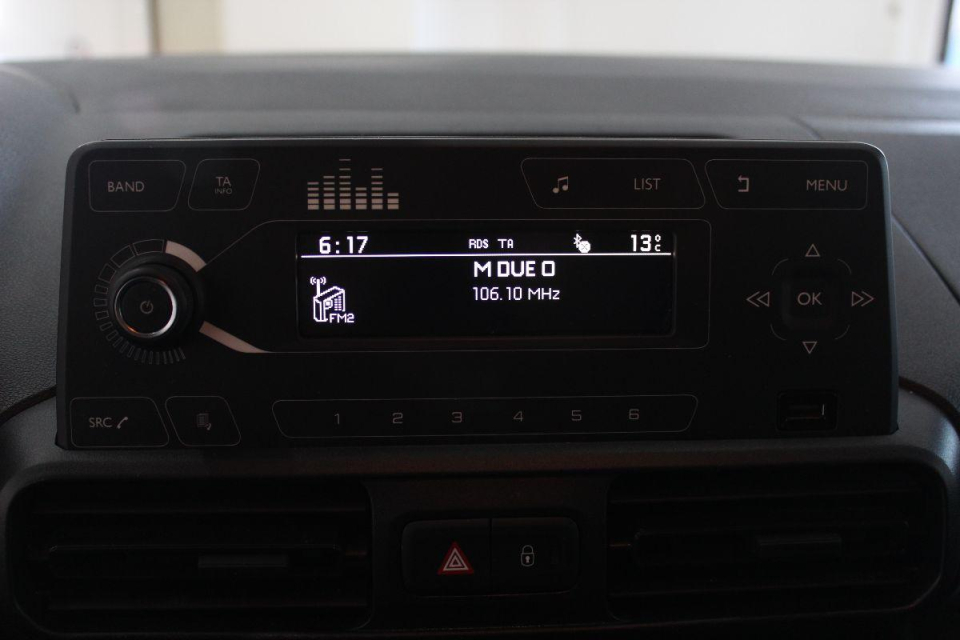 BAND
TA
INFO
LIST
MENU
6:17 RDS TA 13°C
M DUE O
106.10 MHz
FM2
OK
SRC
1 2 3 4 5 6